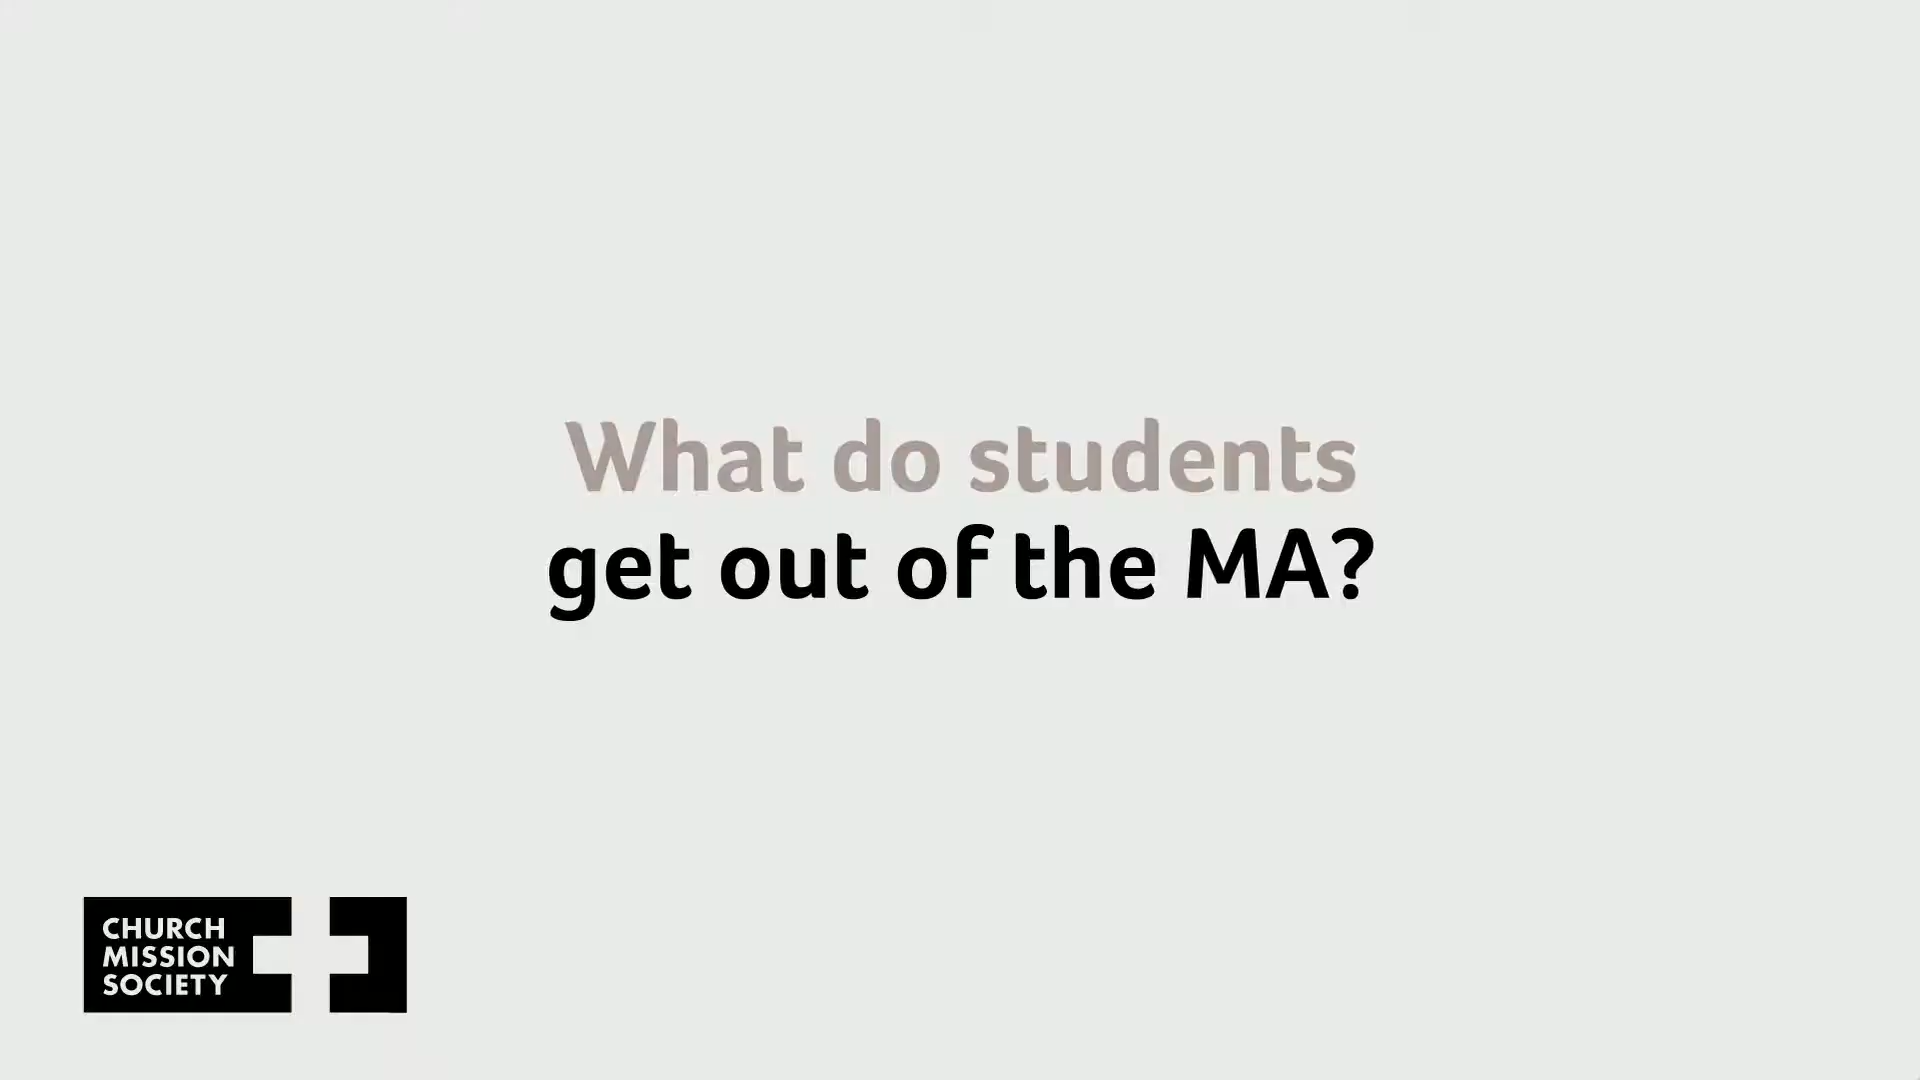 What do students
get out of the MA?
CHURCH
MISSION
SOCIETY